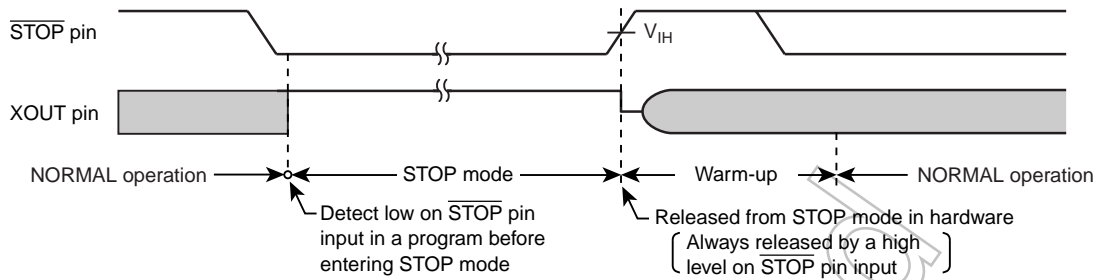 STOP pin
V_IH
XOUT pin
NORMAL operation
STOP mode
Warm-up
NORMAL operation
Detect low on STOP pin
input in a program before
entering STOP mode
Released from STOP mode in hardware
Always released by a high
level on STOP pin input